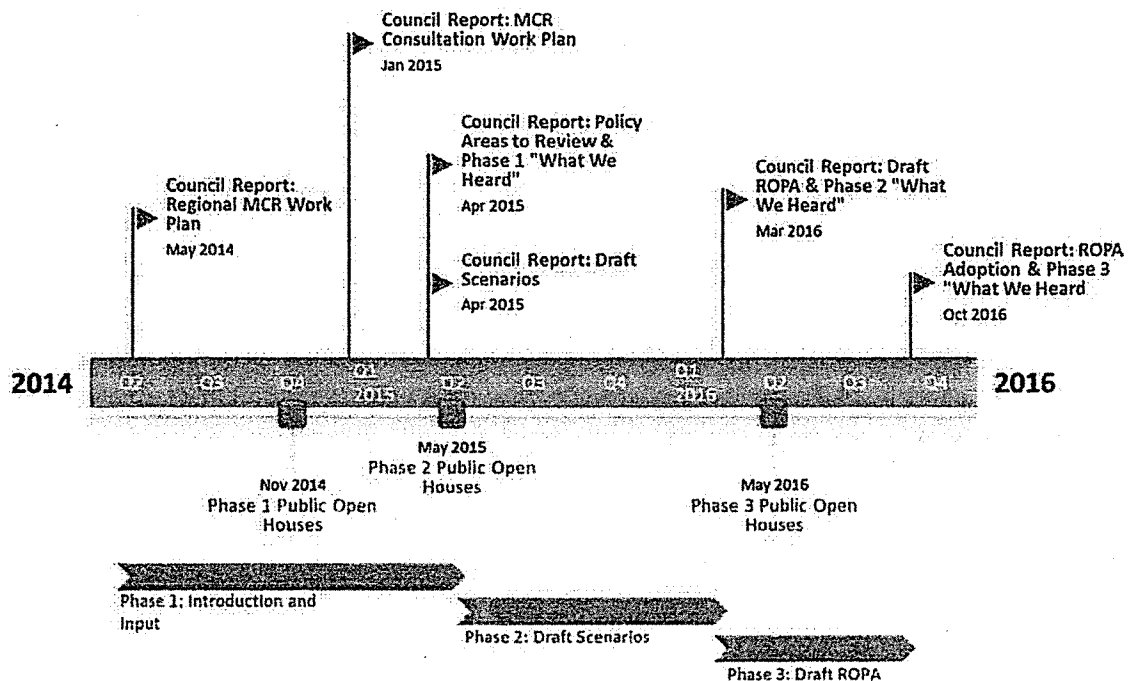 Council Report: MCR
Consultation Work Plan
Jan 2015
Council Report: Policy
Areas to Review &
Phase 1 "What We
Heard"
Apr 2015
Council Report: Draft
ROPA & Phase 2 "What
We Heard"
Mar 2016
Council Report:
Regional MCR Work
Plan
May 2014
Council Report: Draft
Scenarios
Apr 2015
Council Report: ROPA
Adoption & Phase 3
"What We Heard
Oct 2016
2014
Q2
Q3
Q4
Q1
2015
Q2
Q3
Q4
Q1
2016
Q2
Q3
Q4
2016
Nov 2014
Phase 1 Public Open
Houses
May 2015
Phase 2 Public Open
Houses
May 2016
Phase 3 Public Open
Houses
Phase 1: Introduction and
Input
Phase 2: Draft Scenarios
Phase 3: Draft ROPA